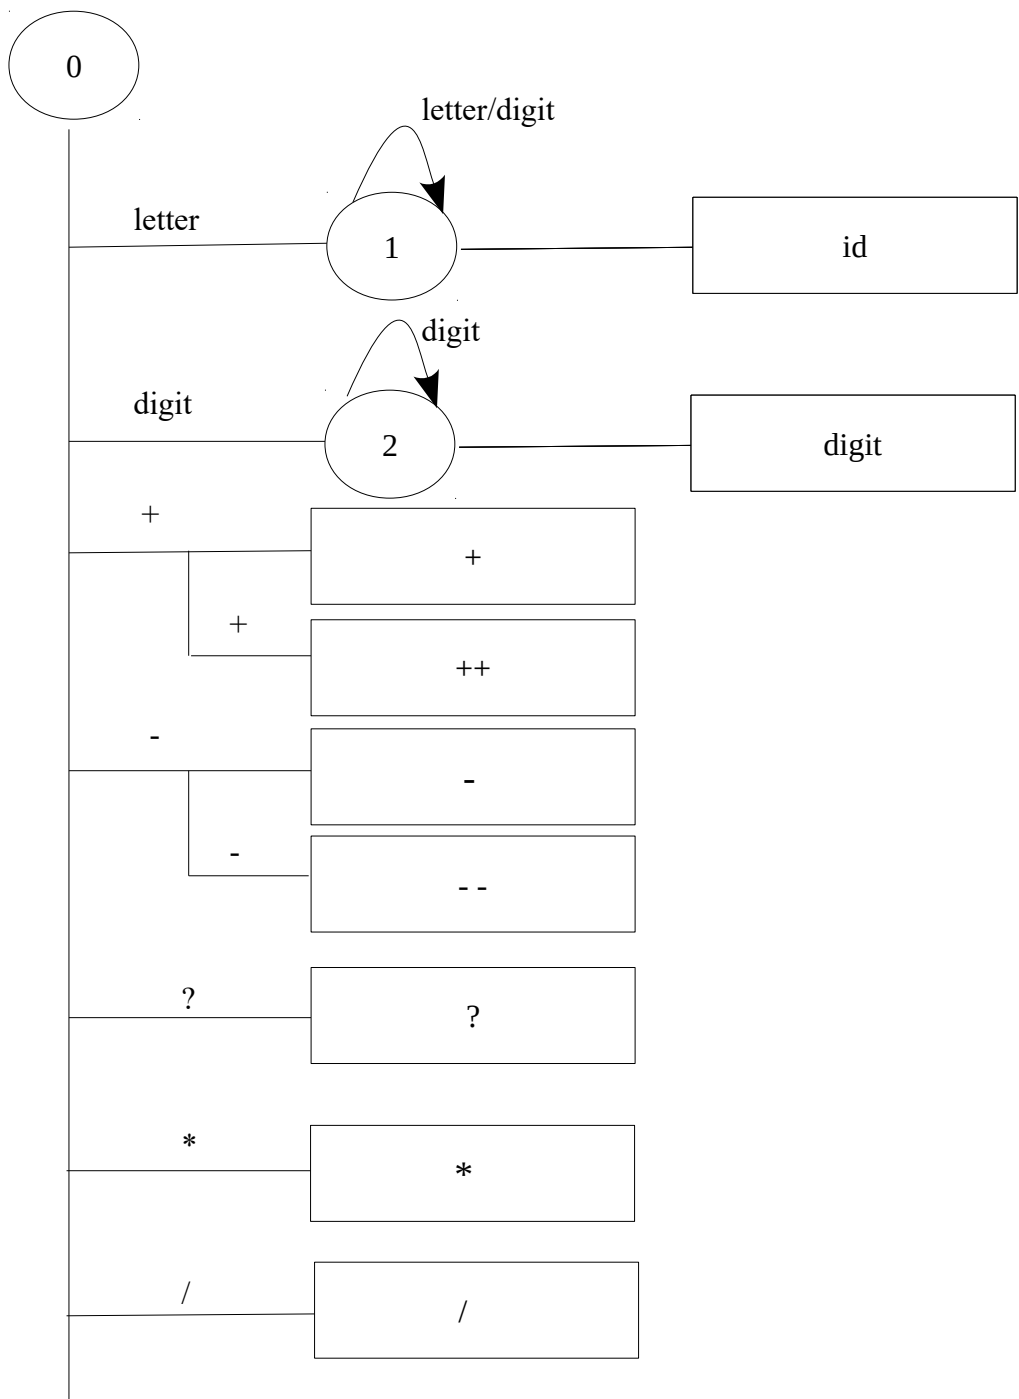 0
letter/digit
letter
1
id
digit
digit
2
digit
+
+
+
++
-
-
-
- -
?
?
*
*
/
/